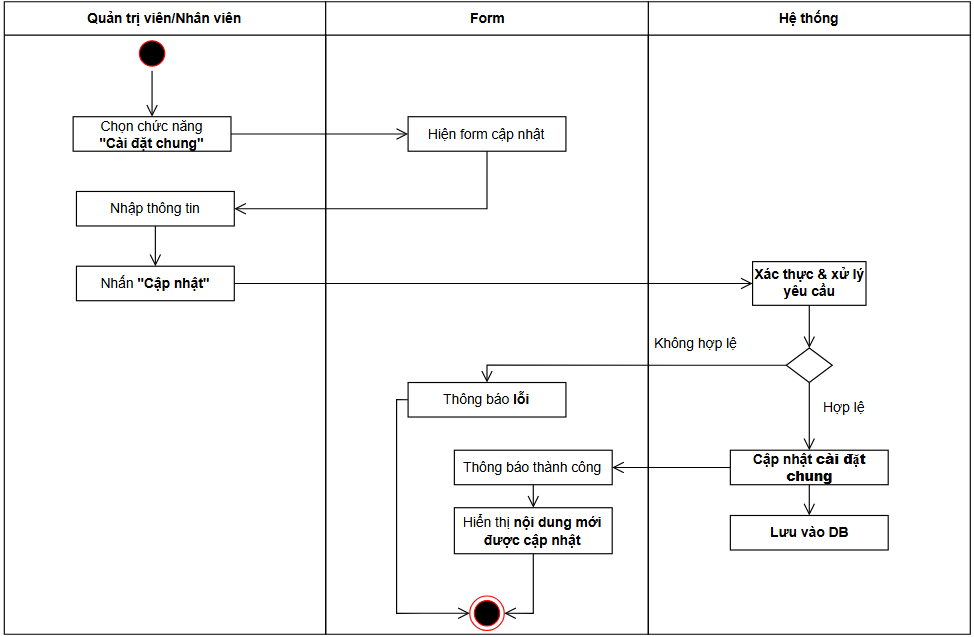 Quản trị viên/Nhân viên
Form
Hệ thống
Chọn chức năng
"Cài đặt chung"
Hiện form cập nhật
Nhập thông tin
Nhấn "Cập nhật"
Xác thực & xử lý
yêu cầu
Không hợp lệ
Thông báo lỗi
Hợp lệ
Thông báo thành công
Cập nhật cài đặt
chung
Hiển thị nội dung mới
được cập nhật
Lưu vào DB